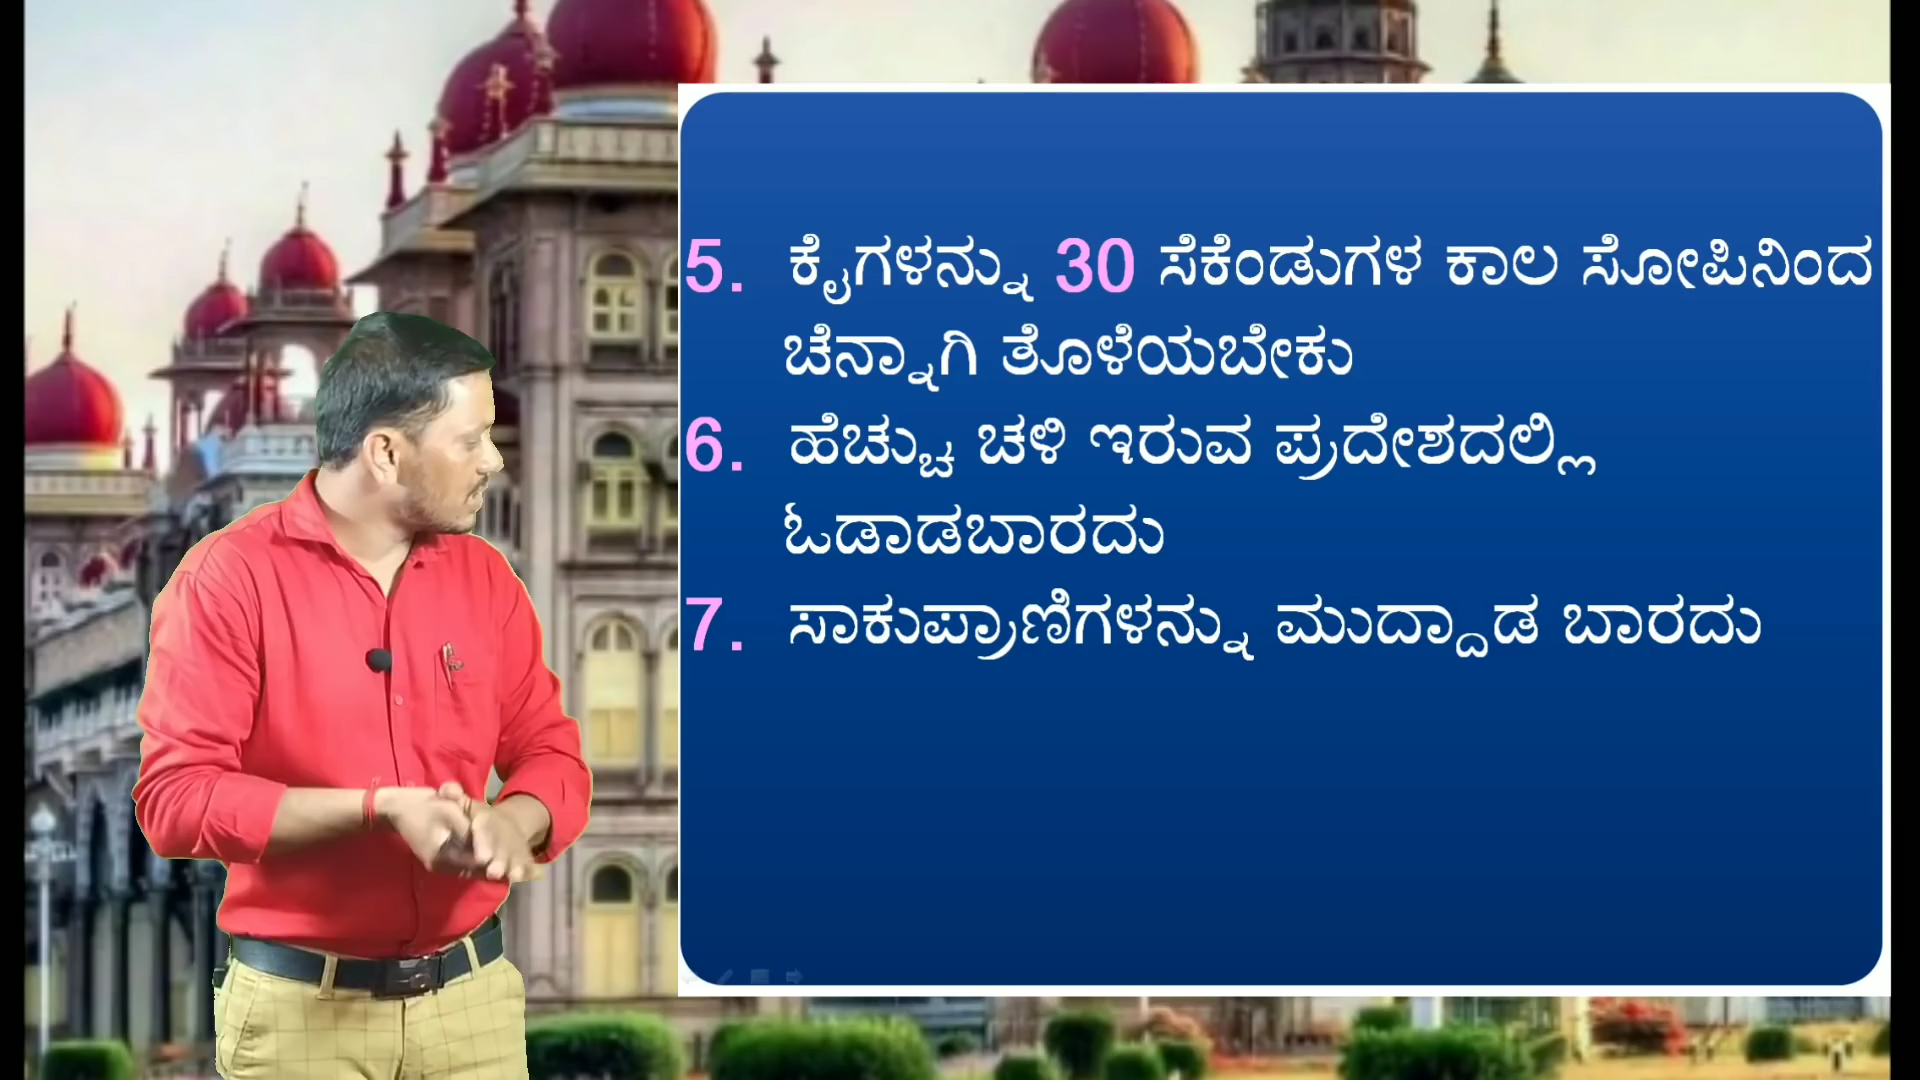 5. ಕೈಗಳನ್ನು 30 ಸೆಕೆಂಡುಗಳ ಕಾಲ ಸೋಪಿನಿಂದ
ಚೆನ್ನಾಗಿ ತೊಳೆಯಬೇಕು
6. ಹೆಚ್ಚು ಚಳಿ ಇರುವ ಪ್ರದೇಶದಲ್ಲಿ
ಓಡಾಡಬಾರದು
7. ಸಾಕುಪ್ರಾಣಿಗಳನ್ನು ಮುದ್ದಾಡ ಬಾರದು